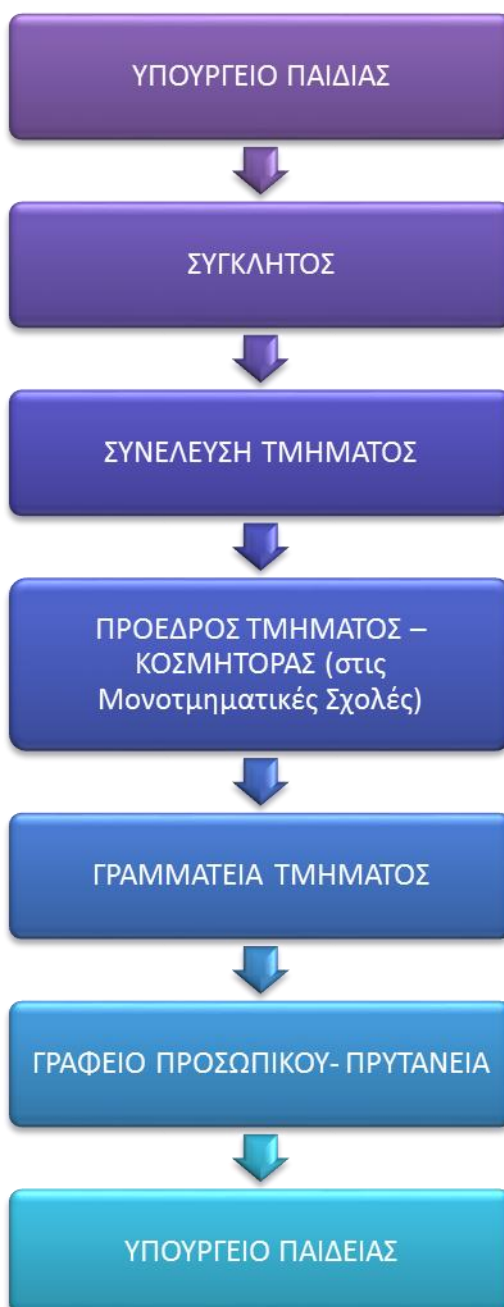 ΥΠΟΥΡΓΕΙΟ ΠΑΙΔΙΑΣ
ΣΥΓΚΛΗΤΟΣ
ΣΥΝΕΛΕΥΣΗ ΤΜΗΜΑΤΟΣ
ΠΡΟΕΔΡΟΣ ΤΜΗΜΑΤΟΣ –
ΚΟΣΜΗΤΟΡΑΣ (στις
Μονοτμηματικές Σχολές)
ΓΡΑΜΜΑΤΕΙΑ ΤΜΗΜΑΤΟΣ
ΓΡΑΦΕΙΟ ΠΡΟΣΩΠΙΚΟΥ- ΠΡΥΤΑΝΕΙΑ
ΥΠΟΥΡΓΕΙΟ ΠΑΙΔΕΙΑΣ